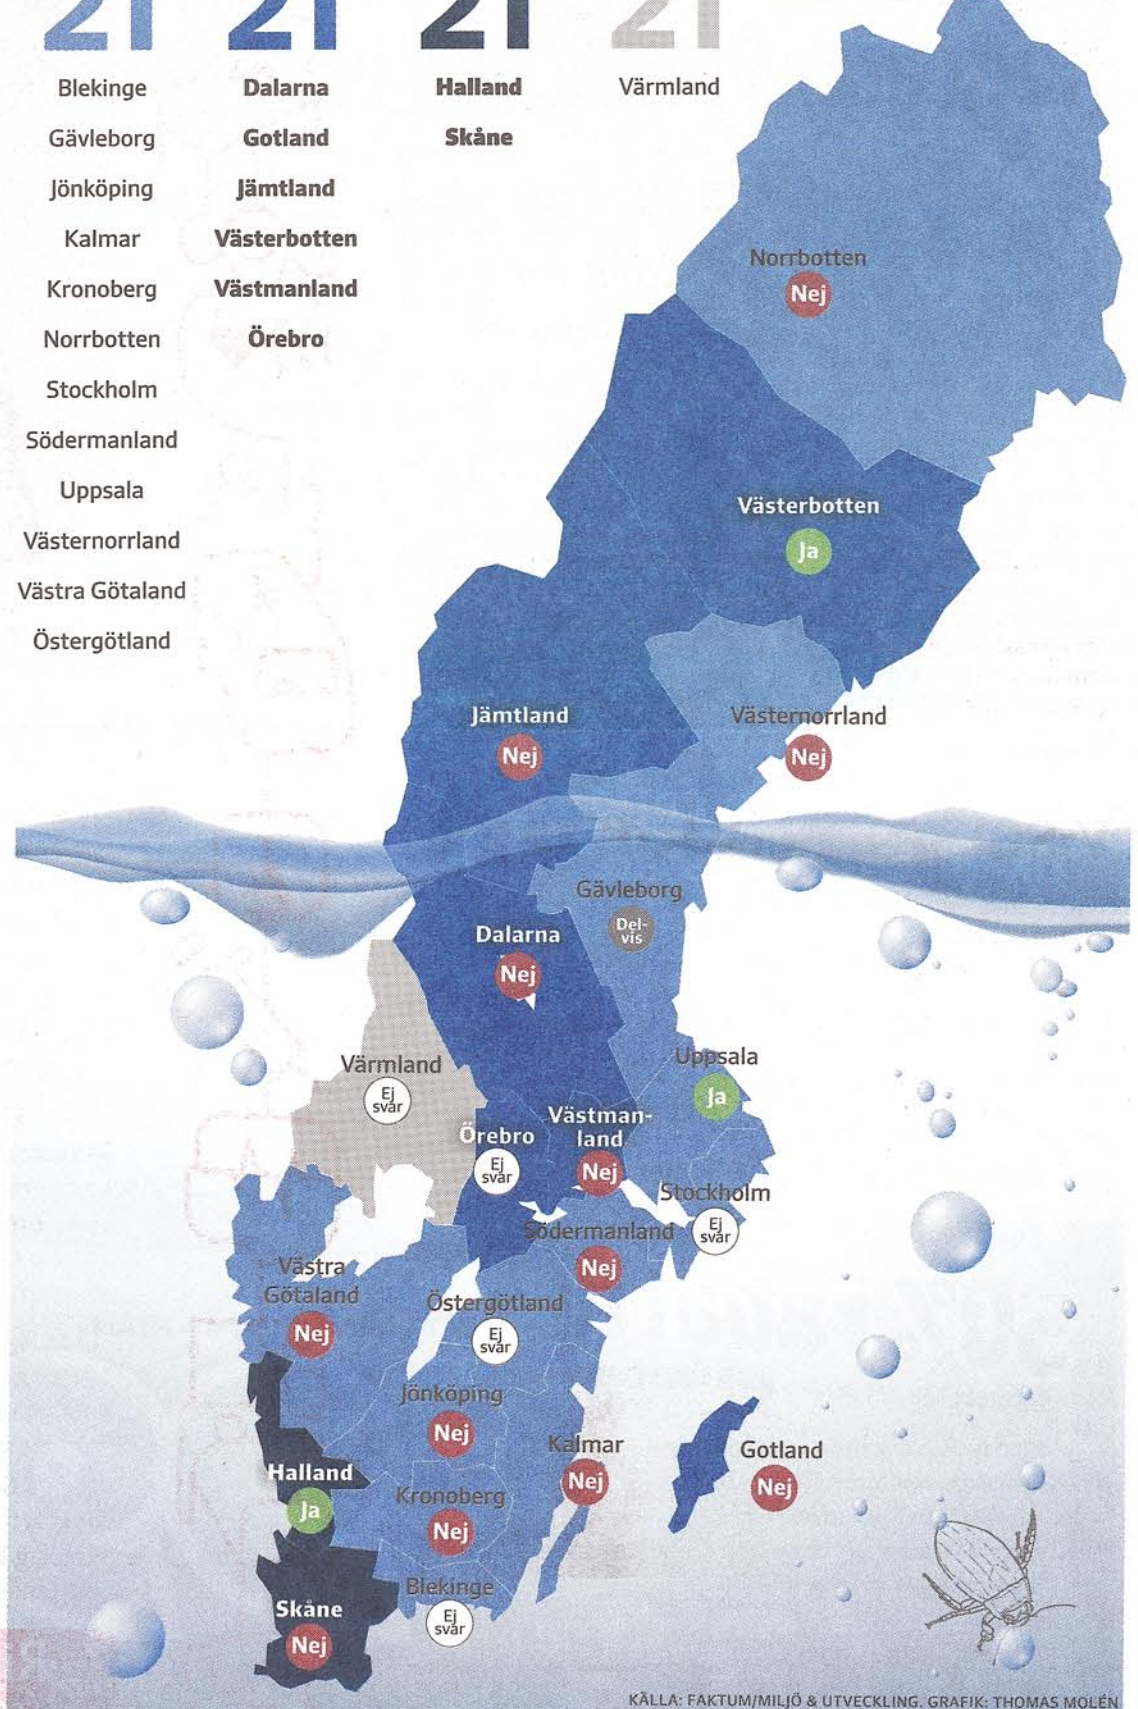 21 21 21 21
Blekinge
Gävleborg
Jönköping
Kalmar
Kronoberg
Norrbotten
Stockholm
Södermanland
Uppsala
Västernorrland
Västra Götaland
Östergötland
Dalarna
Gotland
Jämtland
Västerbotten
Västmanland
Örebro
Halland
Skåne
Värmland
Norrbotten
Nej
Västerbotten
Ja
Jämtland
Nej
Västernorrland
Nej
Gävleborg
Del-
vis
Dalarna
Nej
Värmland
Ej
svar
Uppsala
Ja
Örebro
Ej
svar
Västman-
land
Nej
Stockholm
Ej
svar
Södermanland
Nej
Västra
Götaland
Nej
Östergötland
Ej
svar
Jönköping
Nej
Kalmar
Nej
Gotland
Nej
Halland
Ja
Kronoberg
Nej
Blekinge
Ej
svar
Skåne
Nej
KÄLLA: FAKTUM/MILJÖ & UTVECKLING. GRAFIK: THOMAS MOLÉN